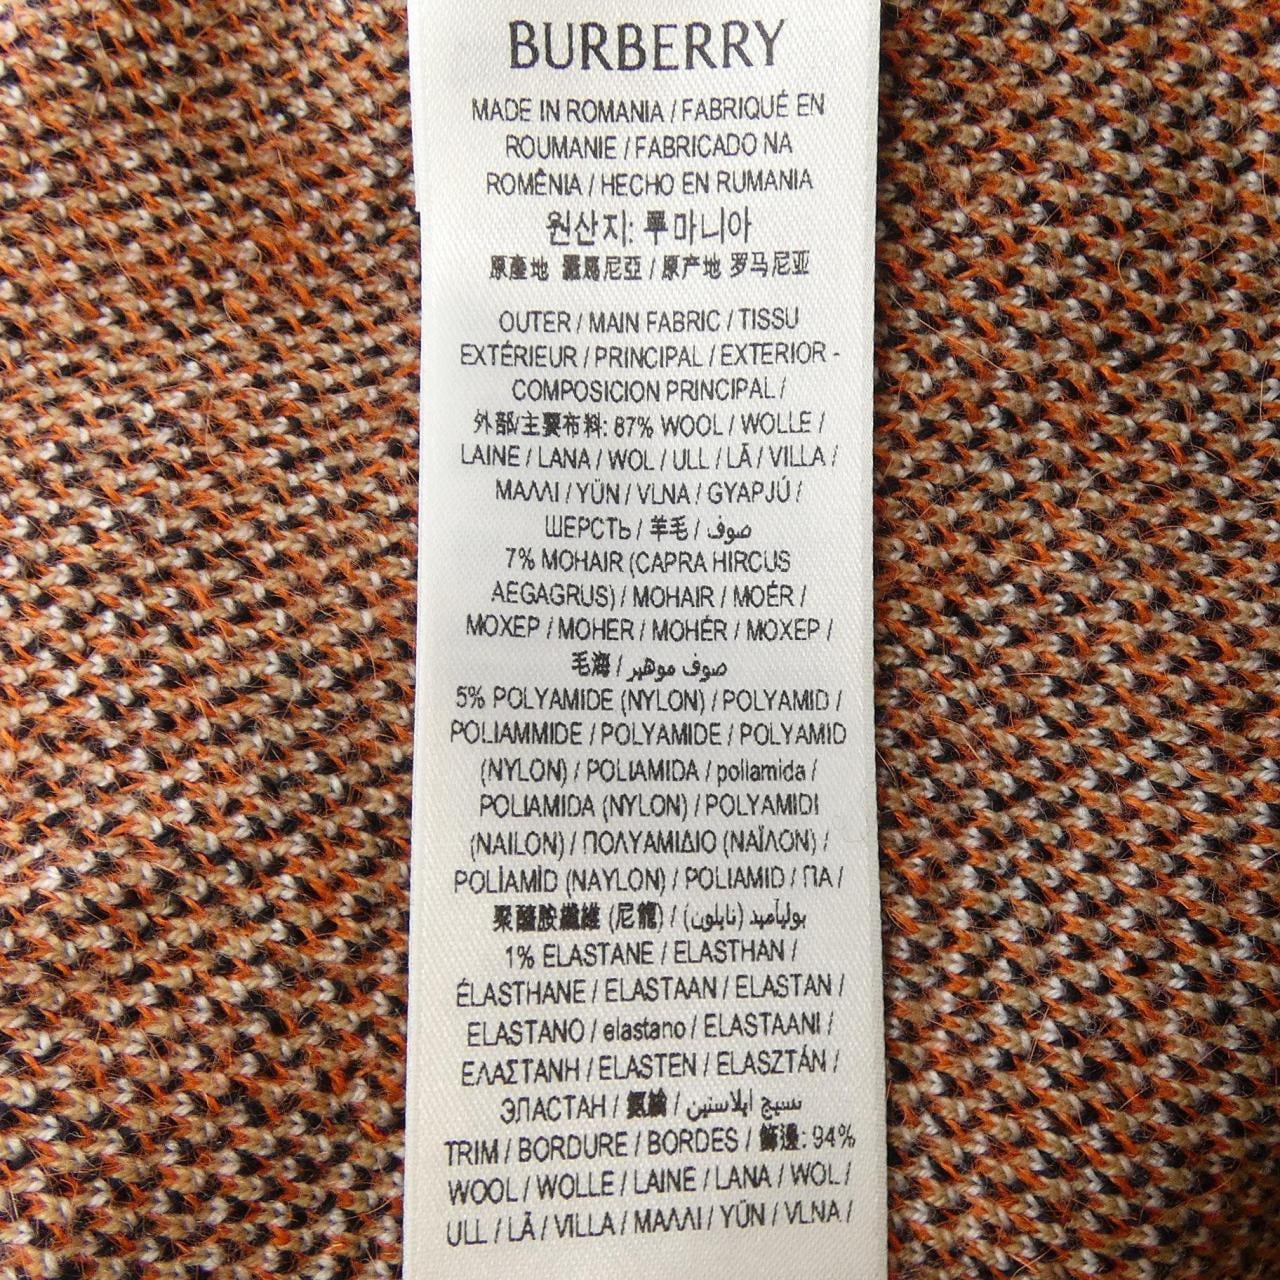 BURBERRY
MADE IN ROMANIA / FABRIQUÉ EN
ROUMANIE / FABRICADO NA
ROMÊNIA / HECHO EN RUMANIA
원산지: 루마니아
原產地 羅馬尼亞 / 原产地 罗马尼亚
OUTER / MAIN FABRIC / TISSU
EXTÉRIEUR / PRINCIPAL / EXTERIOR -
COMPOSICION PRINCIPAL /
外部/主要布料: 87% WOOL / WOLLE /
LAINE / LANA / WOL / ULL / LÃ / VILLA /
ΜΑΛΛΙ / YÜN / VLNA / GYAPJÚ /
ШЕРСТЬ / 羊毛 / صوف
7% MOHAIR (CAPRA HIRCUS
AEGAGRUS) / MOHAIR / MOÉR /
ΜΟΧΕΡ / MOHER / MOHÉR / МОХЕР /
毛海 / صوف موهير
5% POLYAMIDE (NYLON) / POLYAMID /
POLIAMMIDE / POLYAMIDE / POLYAMID
(NYLON) / POLIAMIDA / poliamida /
POLIAMIDA (NYLON) / POLYAMIDI
(NAILON) / ΠΟΛΥΑΜΙΔΙΟ (ΝΑΪΛΟΝ) /
POLİAMİD (NAYLON) / POLIAMID / ПА /
聚醯胺纖維 (尼龍) / بولياميد (نايلون)
1% ELASTANE / ELASTHAN /
ÉLASTHANE / ELASTAAN / ELASTAN /
ELASTANO / elastano / ELASTAANI /
ΕΛΑΣΤΑΝΗ / ELASTEN / ELASZTÁN /
ЭЛАСТАН / 氨綸 / نسيج ايلاستين
TRIM / BORDURE / BORDES / 飾邊: 94%
WOOL / WOLLE / LAINE / LANA / WOL /
ULL / LÃ / VILLA / ΜΑΛΛΙ / YÜN / VLNA /